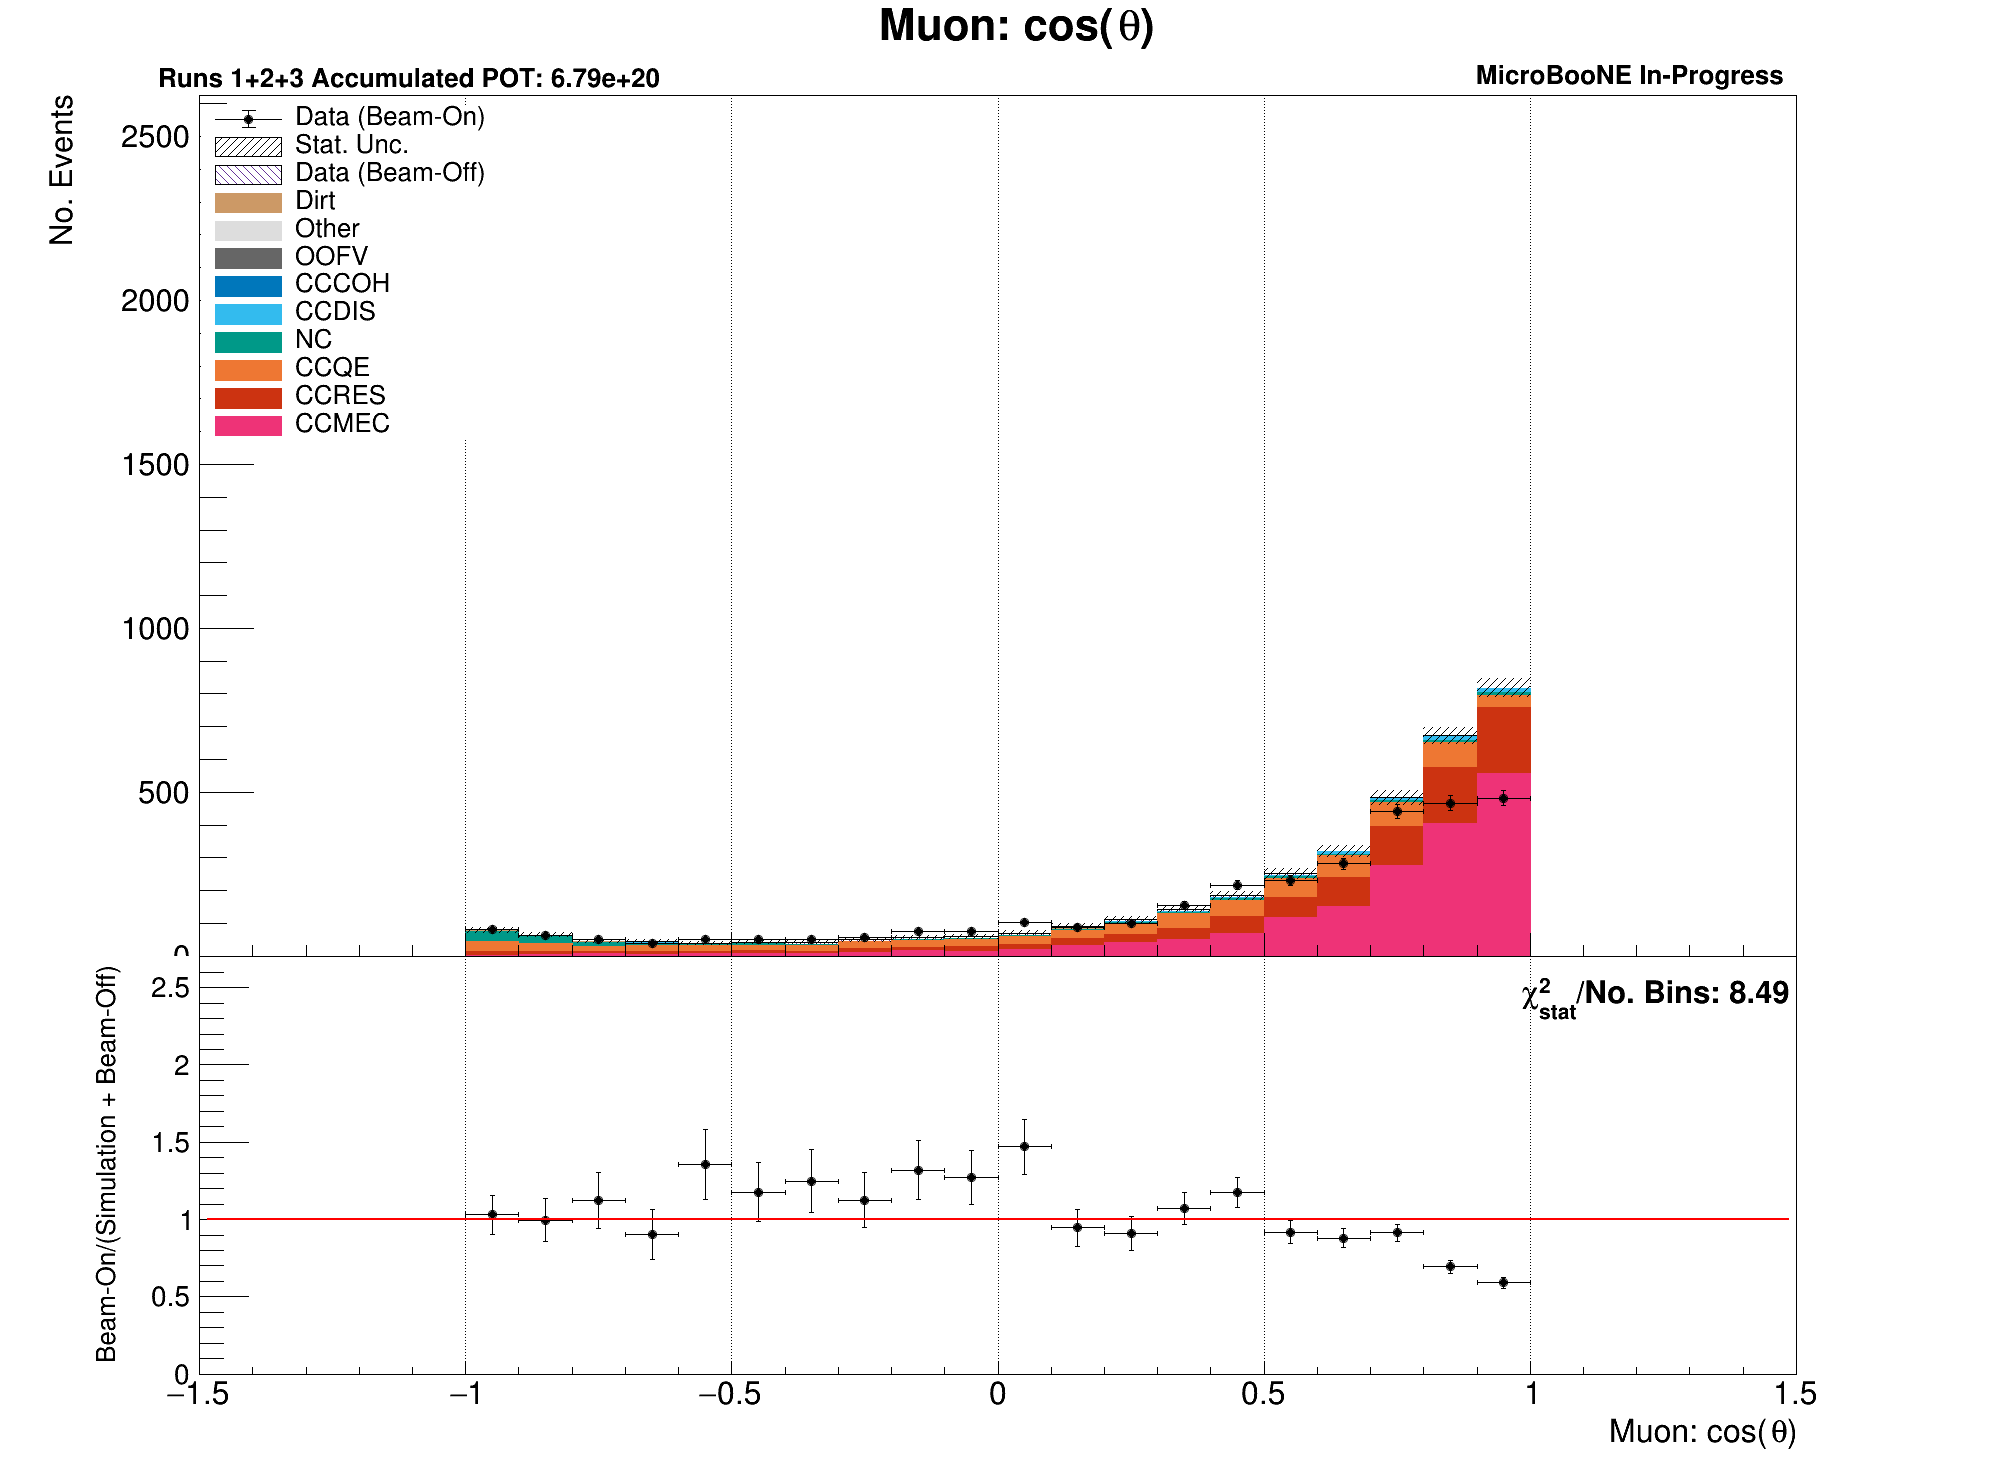 Muon: cos(θ)
Runs 1+2+3 Accumulated POT: 6.79e+20
MicroBooNE In-Progress
No. Events
2500
2000
1500
1000
500
0
Data (Beam-On)
Stat. Unc.
Data (Beam-Off)
Dirt
Other
OOFV
CCCOH
CCDIS
NC
CCQE
CCRES
CCMEC
Beam-On/(Simulation + Beam-Off)
χ²stat/No. Bins: 8.49
2.5
2
1.5
1
0.5
0
−1.5 −1 −0.5 0 0.5 1 1.5
Muon: cos(θ)